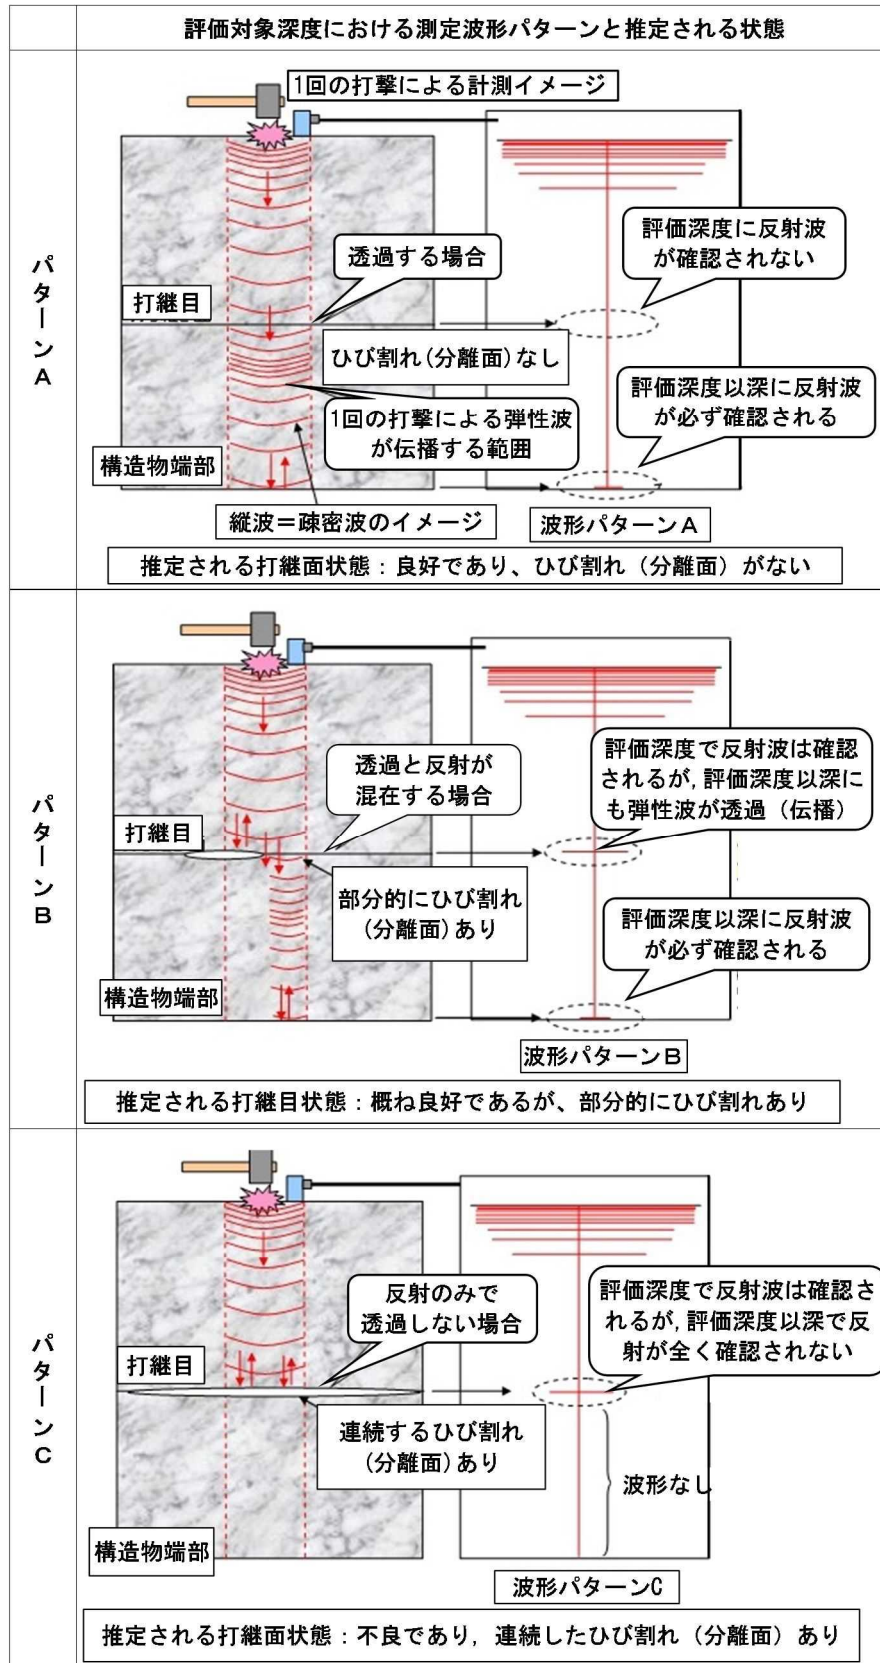 評価対象深度における測定波形パターンと推定される状態
パターンA
1回の打撃による計測イメージ
透過する場合
評価深度に反射波
が確認されない
打継目
ひび割れ(分離面)なし
評価深度以深に反射波
が必ず確認される
1回の打撃による弾性波
が伝播する範囲
構造物端部
縦波=疎密波のイメージ
波形パターンA
推定される打継面状態:良好であり、ひび割れ(分離面)がない
パターンB
透過と反射が
混在する場合
評価深度で反射波は確認
されるが,評価深度以深に
も弾性波が透過(伝播)
打継目
部分的にひび割れ
(分離面)あり
評価深度以深に反射波
が必ず確認される
構造物端部
波形パターンB
推定される打継目状態:概ね良好であるが、部分的にひび割れあり
パターンC
反射のみで
透過しない場合
評価深度で反射波は確認さ
れるが,評価深度以深で反
射が全く確認されない
打継目
連続するひび割れ
(分離面)あり
波形なし
構造物端部
波形パターンC
推定される打継面状態:不良であり,連続したひび割れ(分離面)あり